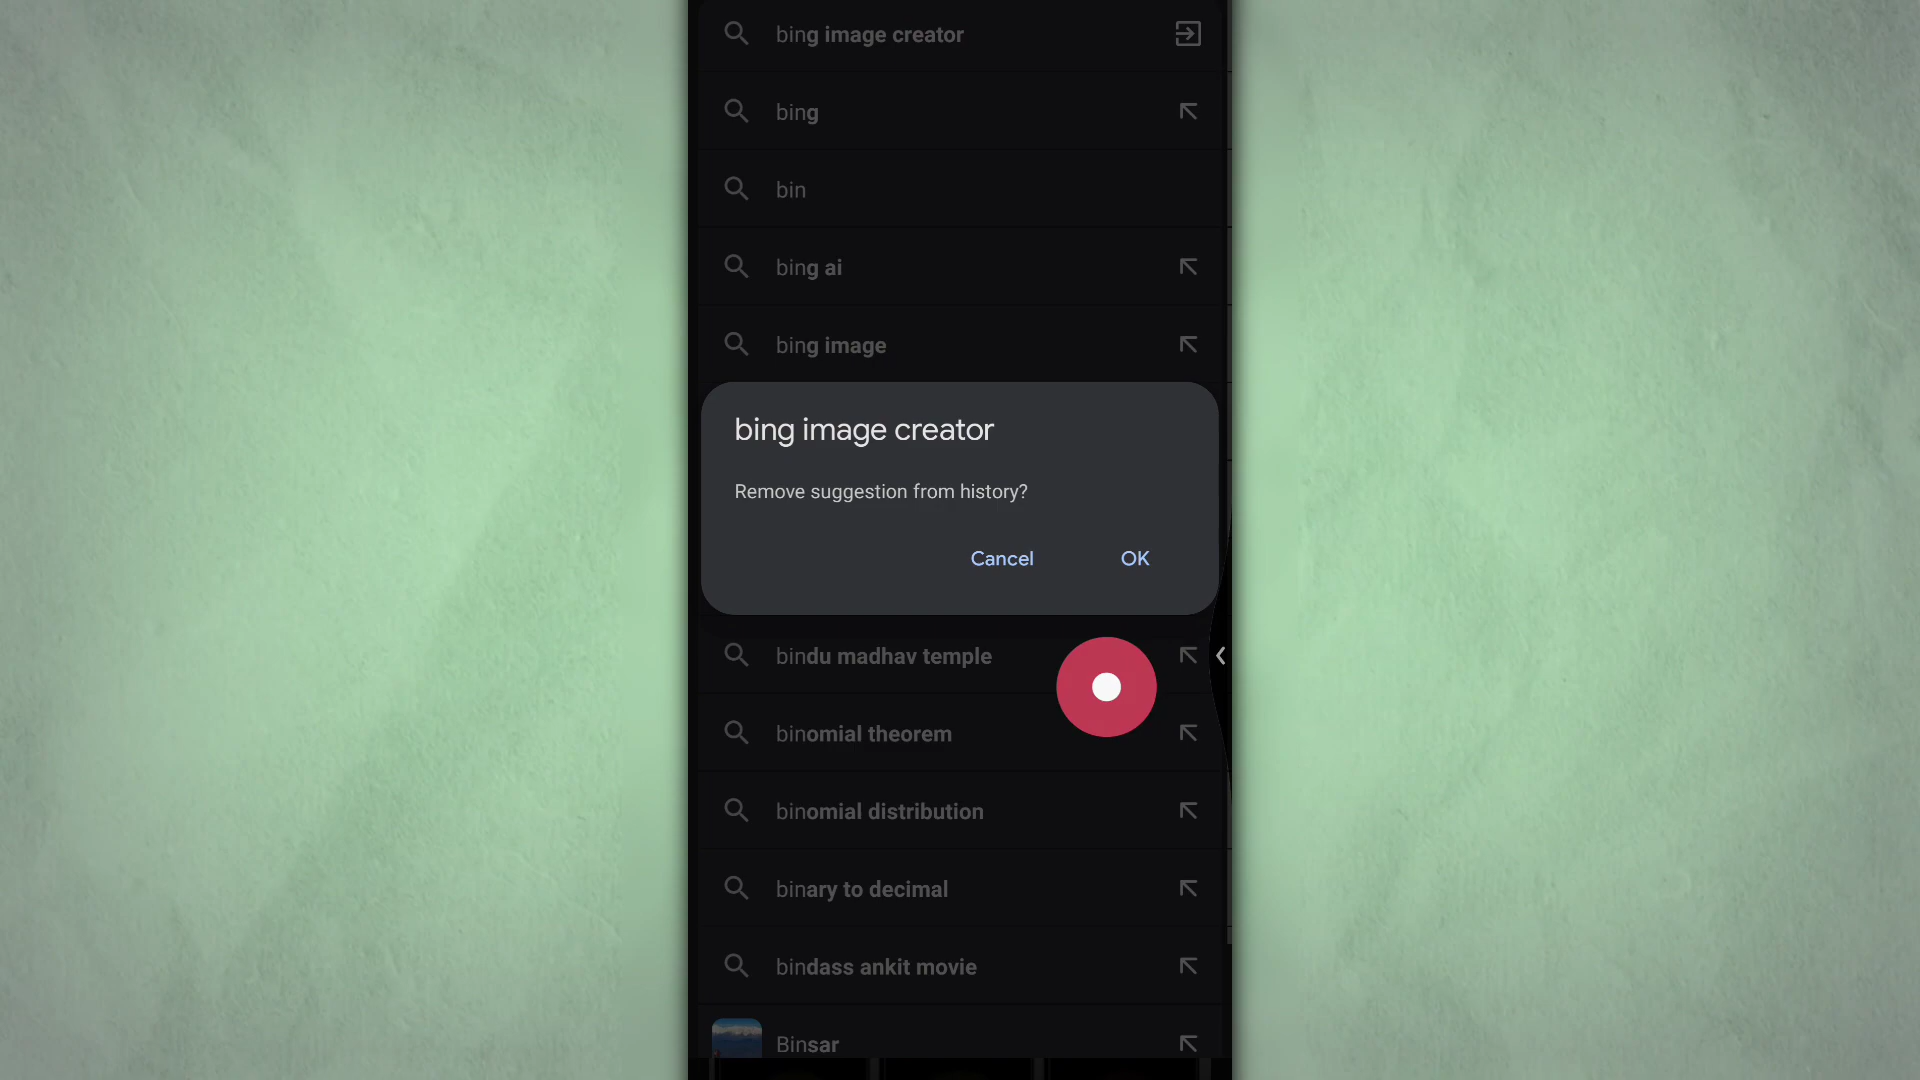 bing image creator
bing
bin
bing ai
bing image
bing image creator
Remove suggestion from history?
Cancel OK
bindu madhav temple
binomial theorem
binomial distribution
binary to decimal
bindass ankit movie
Binsar